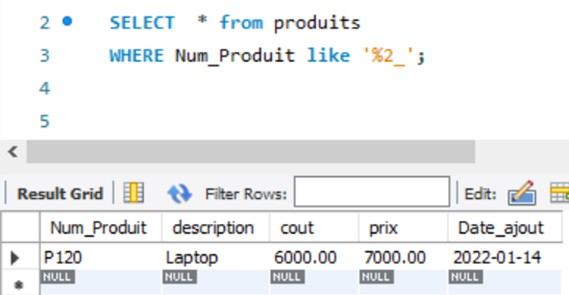 2 SELECT * from produits
3 WHERE Num_Produit like '%2_';
4
5
Result Grid Filter Rows: Edit:
Num_Produit description cout prix Date_ajout
P120 Laptop 6000.00 7000.00 2022-01-14
NULL NULL NULL NULL NULL